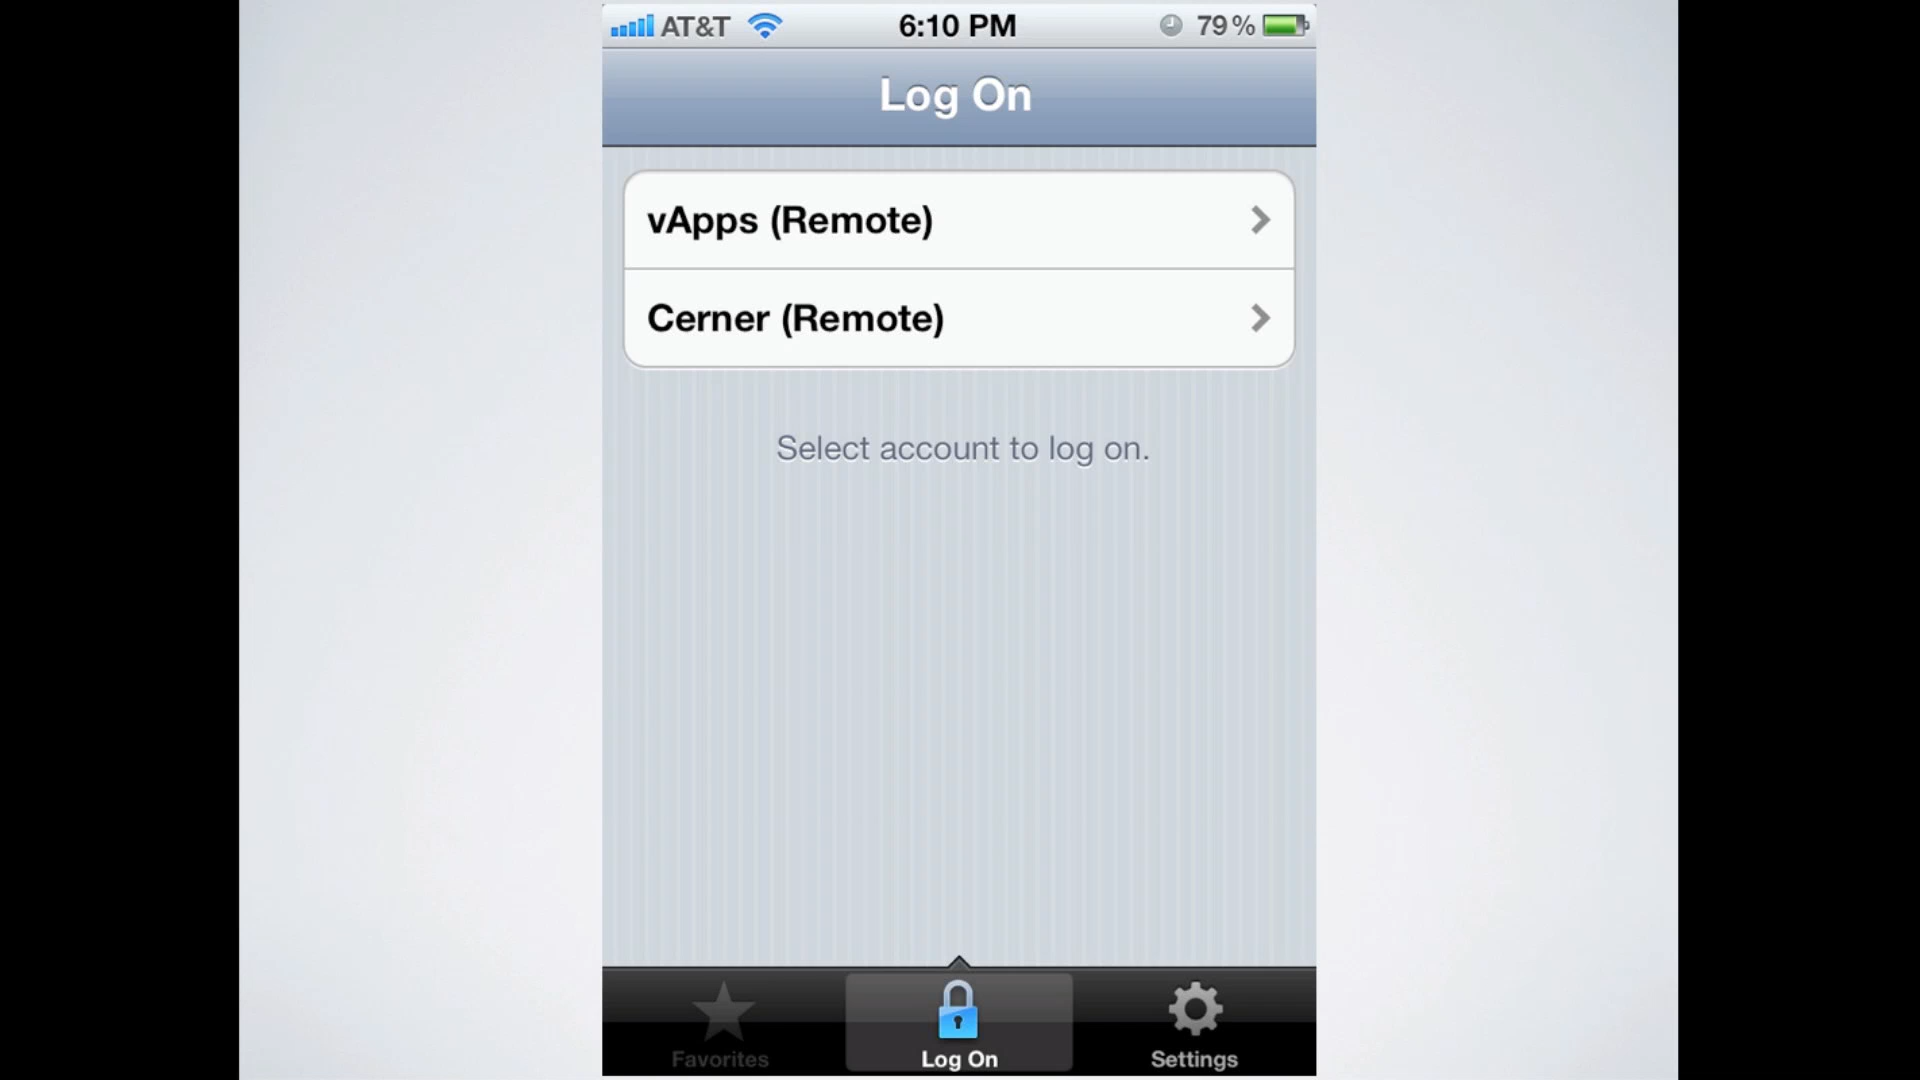 AT&T 6:10 PM 79%
Log On
vApps (Remote)
Cerner (Remote)
Select account to log on.
Favorites Log On Settings